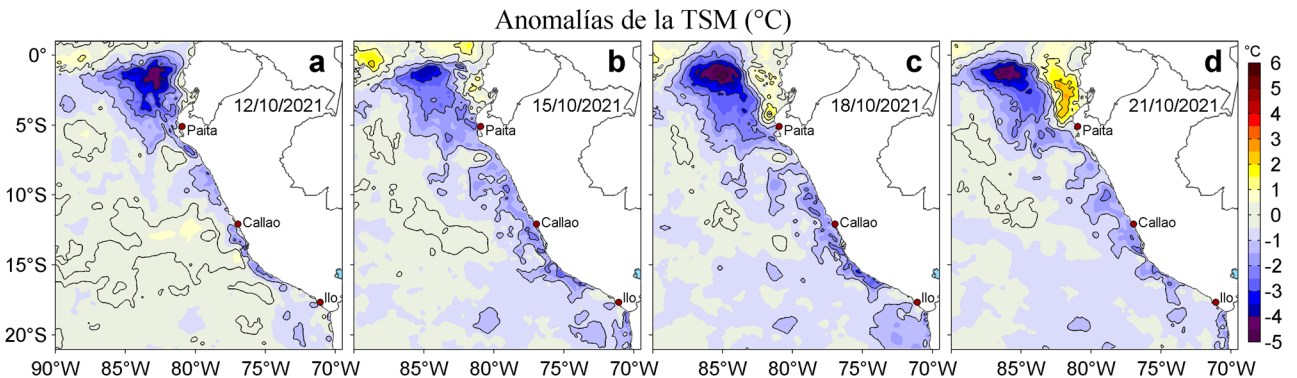 Anomalías de la TSM (°C)
a
12/10/2021
Paita
Callao
Ilo
b
15/10/2021
Paita
Callao
Ilo
c
18/10/2021
Paita
Callao
Ilo
d
21/10/2021
Paita
Callao
Ilo
0°
5°S
10°S
15°S
20°S
90°W 85°W 80°W 75°W 70°W
85°W 80°W 75°W 70°W
85°W 80°W 75°W 70°W
85°W 80°W 75°W 70°W
°C
6
5
4
3
2
1
0
-1
-2
-3
-4
-5